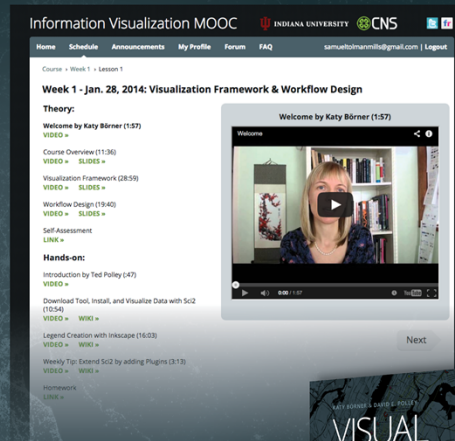 Information Visualization MOOC
INDIANA UNIVERSITY
CNS
Home Schedule Announcements My Profile Forum FAQ
samueltolmanmills@gmail.com | Logout
Course › Week 1 › Lesson 1
Week 1 - Jan. 28, 2014: Visualization Framework & Workflow Design
Theory:
Welcome by Katy Börner (1:57)
VIDEO »
Course Overview (11:36)
VIDEO » SLIDES »
Visualization Framework (28:59)
VIDEO » SLIDES »
Workflow Design (19:40)
VIDEO » SLIDES »
Self-Assessment
LINK »
Hands-on:
Introduction by Ted Polley (:47)
VIDEO »
Download Tool, Install, and Visualize Data with Sci2
(10:54)
VIDEO » WIKI »
Legend Creation with Inkscape (16:03)
VIDEO » WIKI »
Weekly Tip: Extend Sci2 by adding Plugins (3:13)
VIDEO » WIKI »
Homework
LINK »
Welcome by Katy Börner (1:57)
Welcome
0:00 / 1:57
YouTube
Next
KATY BÖRNER & DAVID E. POLLEY
VISUAL